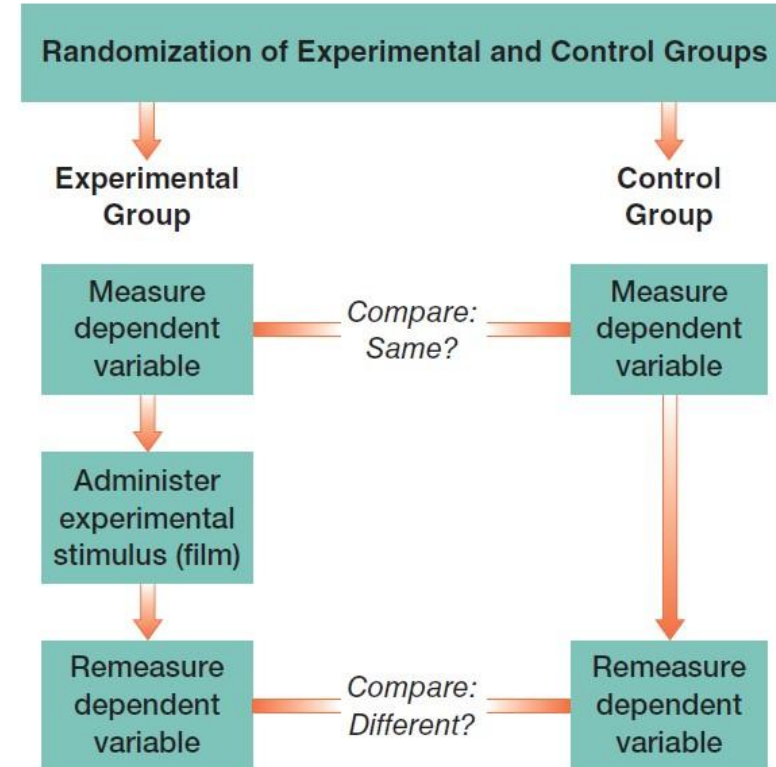 Randomization of Experimental and Control Groups
Experimental
Group
Control
Group
Measure
dependent
variable
Compare:
Same?
Measure
dependent
variable
Administer
experimental
stimulus (film)
Remeasure
dependent
variable
Compare:
Different?
Remeasure
dependent
variable